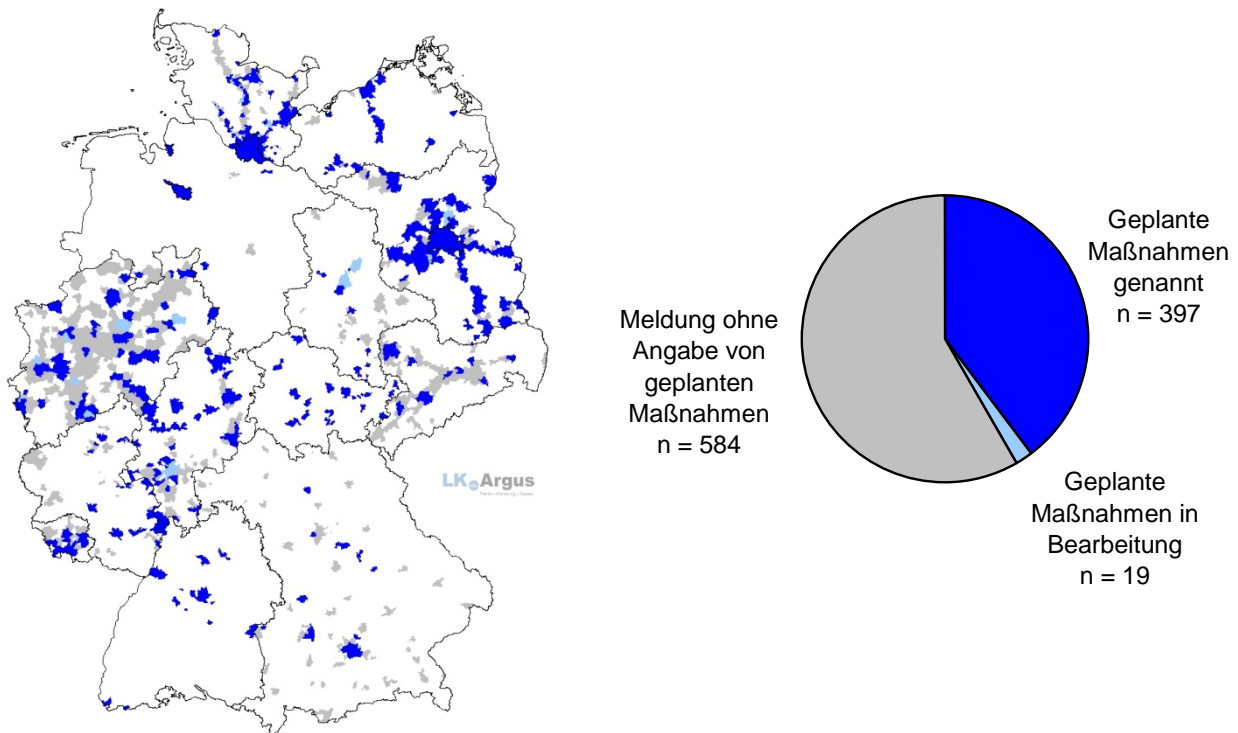 Geplante
Maßnahmen
genannt
n = 397
Meldung ohne
Angabe von
geplanten
Maßnahmen
n = 584
Geplante
Maßnahmen in
Bearbeitung
n = 19
LK Argus